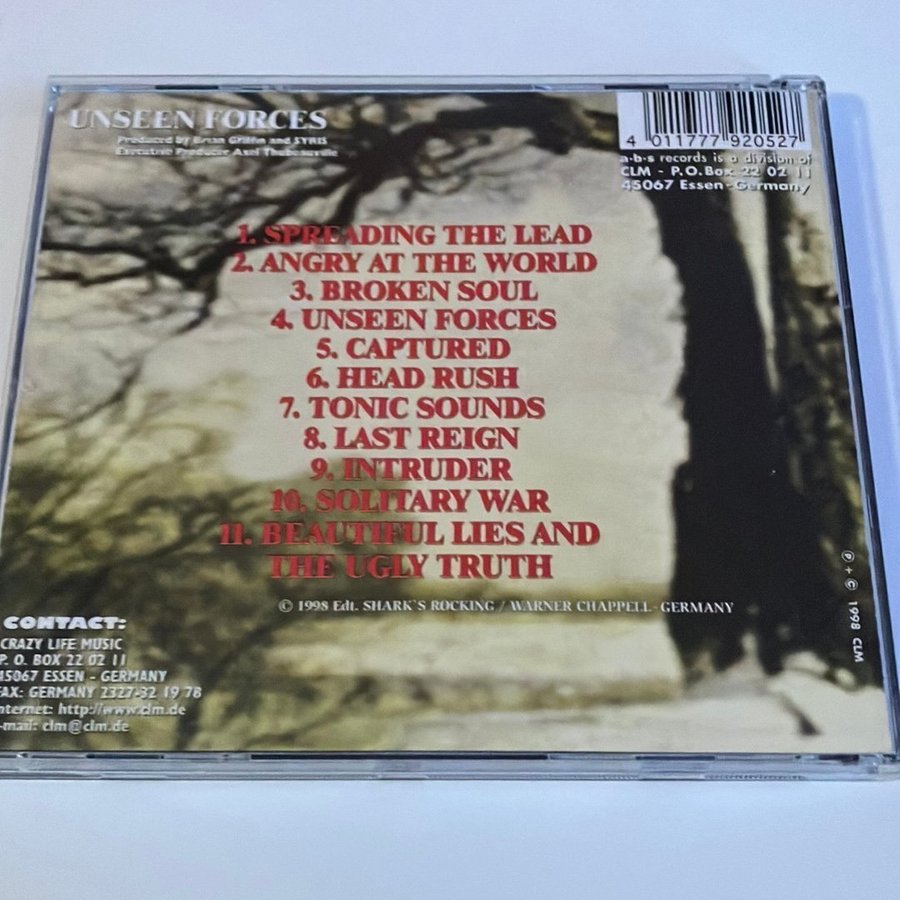 UNSEEN FORCES
Produced by Brian Griffin and SYRIS
Executive Producer Axel Thubeauville
4 011777 920527
a·b·s records is a division of
CLM - P.O.Box 22 02 11
45067 Essen - Germany
1. SPREADING THE LEAD
2. ANGRY AT THE WORLD
3. BROKEN SOUL
4. UNSEEN FORCES
5. CAPTURED
6. HEAD RUSH
7. TONIC SOUNDS
8. LAST REIGN
9. INTRUDER
10. SOLITARY WAR
11. BEAUTIFUL LIES AND
THE UGLY TRUTH
© 1998 Edt. SHARK'S ROCKING / WARNER CHAPPELL - GERMANY
℗ + © 1998 CLM
CONTACT:
CRAZY LIFE MUSIC
P. O. BOX 22 02 11
45067 ESSEN - GERMANY
FAX: GERMANY 2327-32 19 78
nternet: http://www.clm.de
-mail: clm@clm.de